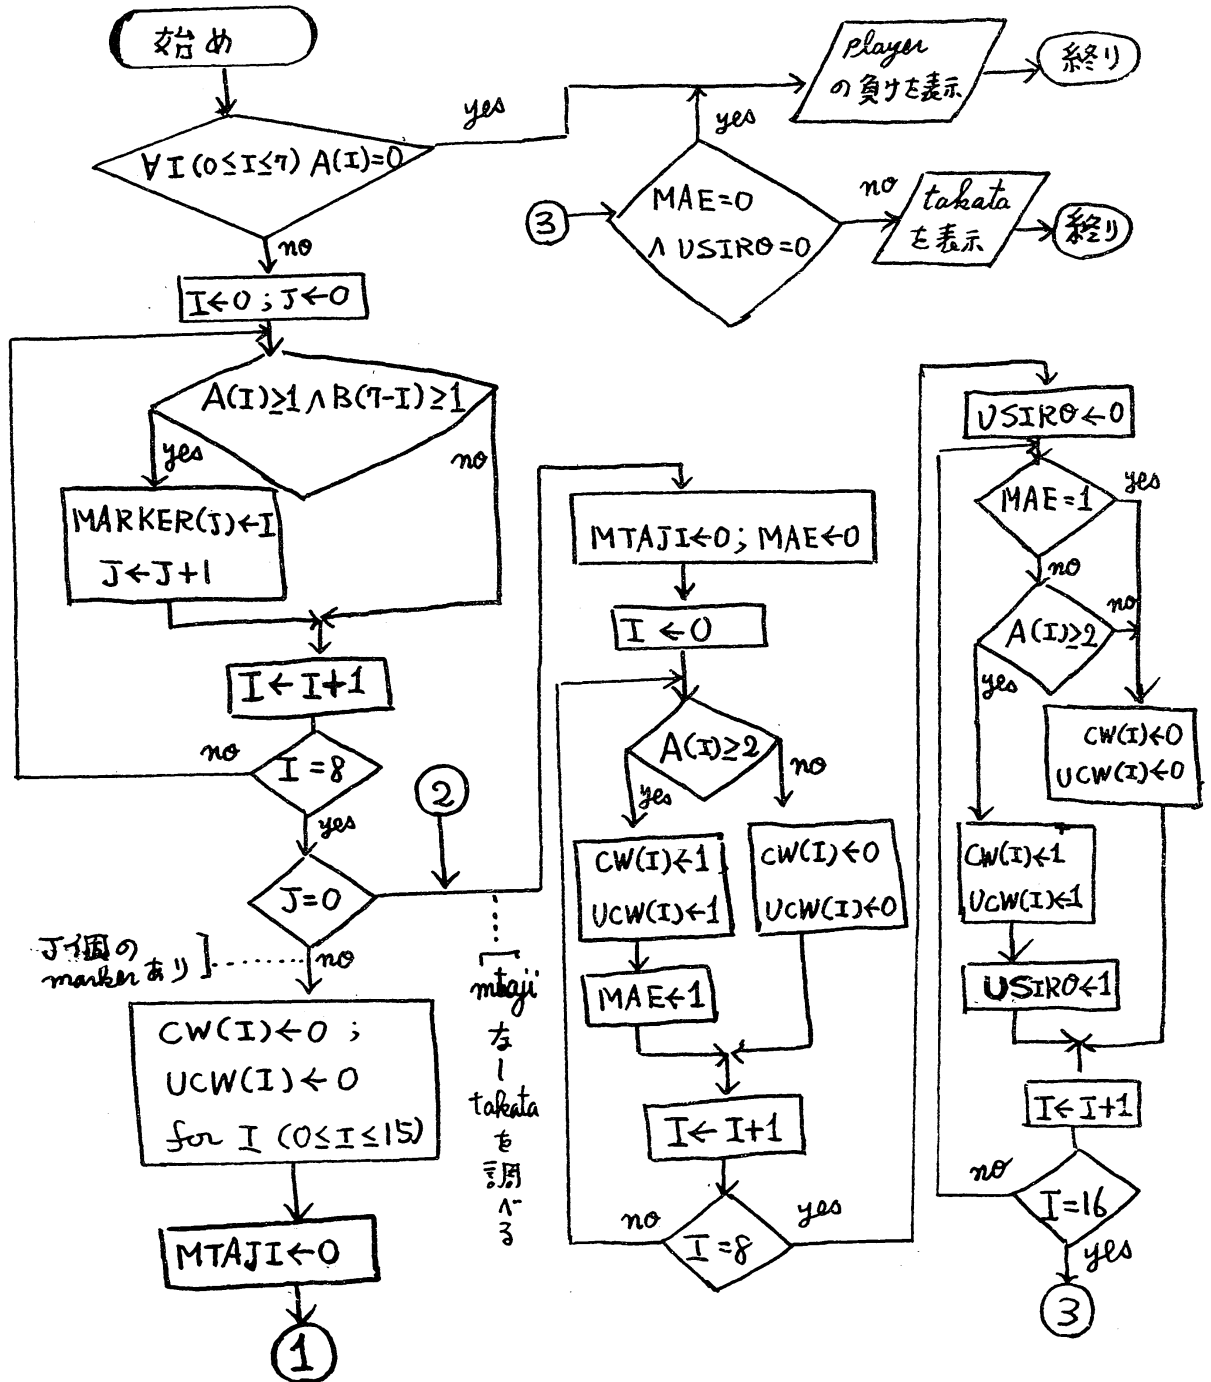 始め
∀I(0≤I≤7) A(I)=0
yes
no
I←0;J←0
A(I)≥1∧B(7-I)≥1
yes
no
MARKER(J)←I
J←J+1
I←I+1
no
I=8
yes
2
J=0
no
J個の
markerあり
CW(I)←0;
UCW(I)←0
for I (0≤I≤15)
MTAJI←0
1
mtaji
なし
takata
を
調べる
Player
の負けを表示
終り
yes
3
MAE=0
∧USIRO=0
no
takata
を表示
終り
MTAJI←0;MAE←0
I←0
A(I)≥2
yes
no
CW(I)←1
UCW(I)←1
CW(I)←0
UCW(I)←0
MAE←1
I←I+1
no
I=8
yes
USIRO←0
MAE=1
yes
no
A(I)≥2
no
yes
CW(I)←0
UCW(I)←0
CW(I)←1
UCW(I)←1
USIRO←1
I←I+1
no
I=16
yes
3